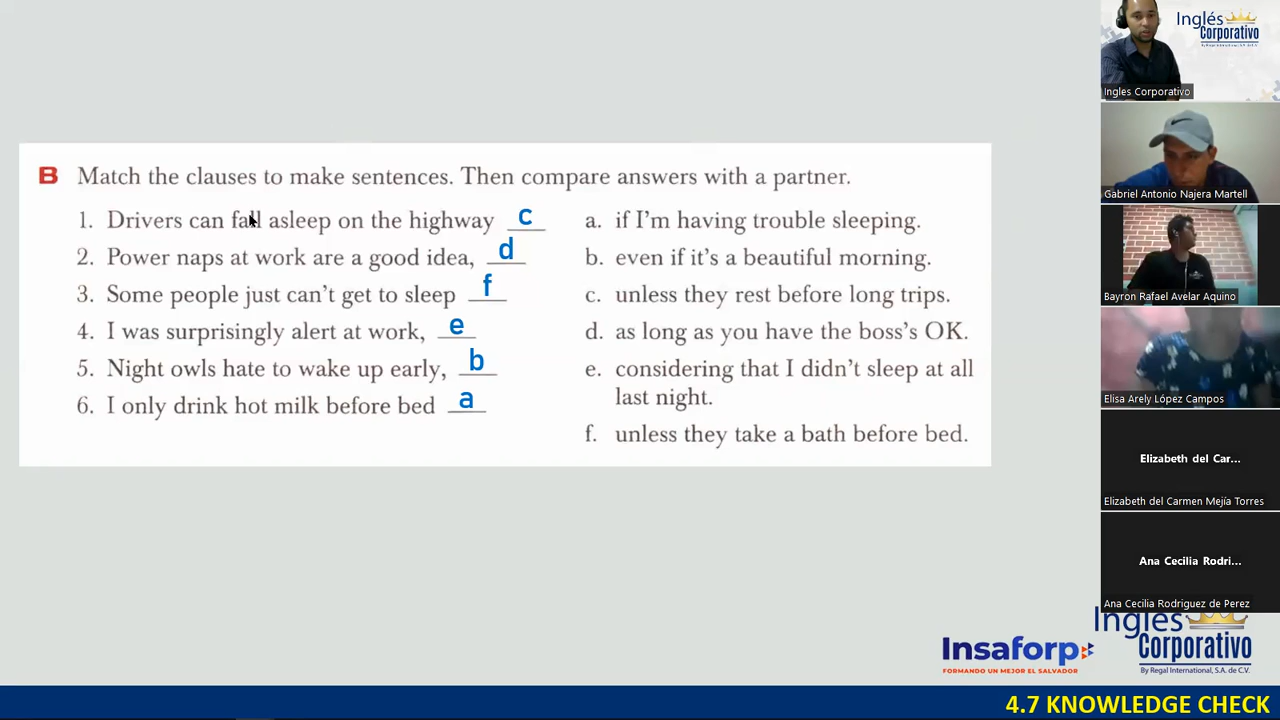 B Match the clauses to make sentences. Then compare answers with a partner.
1. Drivers can fall asleep on the highway c
2. Power naps at work are a good idea, d
3. Some people just can't get to sleep f
4. I was surprisingly alert at work, e
5. Night owls hate to wake up early, b
6. I only drink hot milk before bed a
a. if I'm having trouble sleeping.
b. even if it's a beautiful morning.
c. unless they rest before long trips.
d. as long as you have the boss's OK.
e. considering that I didn't sleep at all
last night.
f. unless they take a bath before bed.
Inglés
Corporativo
By Regal International, S.A. de C.V.
Ingles Corporativo
Gabriel Antonio Najera Martell
Bayron Rafael Avelar Aquino
Elisa Arely López Campos
Elizabeth del Car...
Elizabeth del Carmen Mejía Torres
Ana Cecilia Rodri...
Ana Cecilia Rodriguez de Perez
Insaforp
FORMANDO UN MEJOR EL SALVADOR
Inglés
Corporativo
By Regal International, S.A. de C.V.
4.7 KNOWLEDGE CHECK